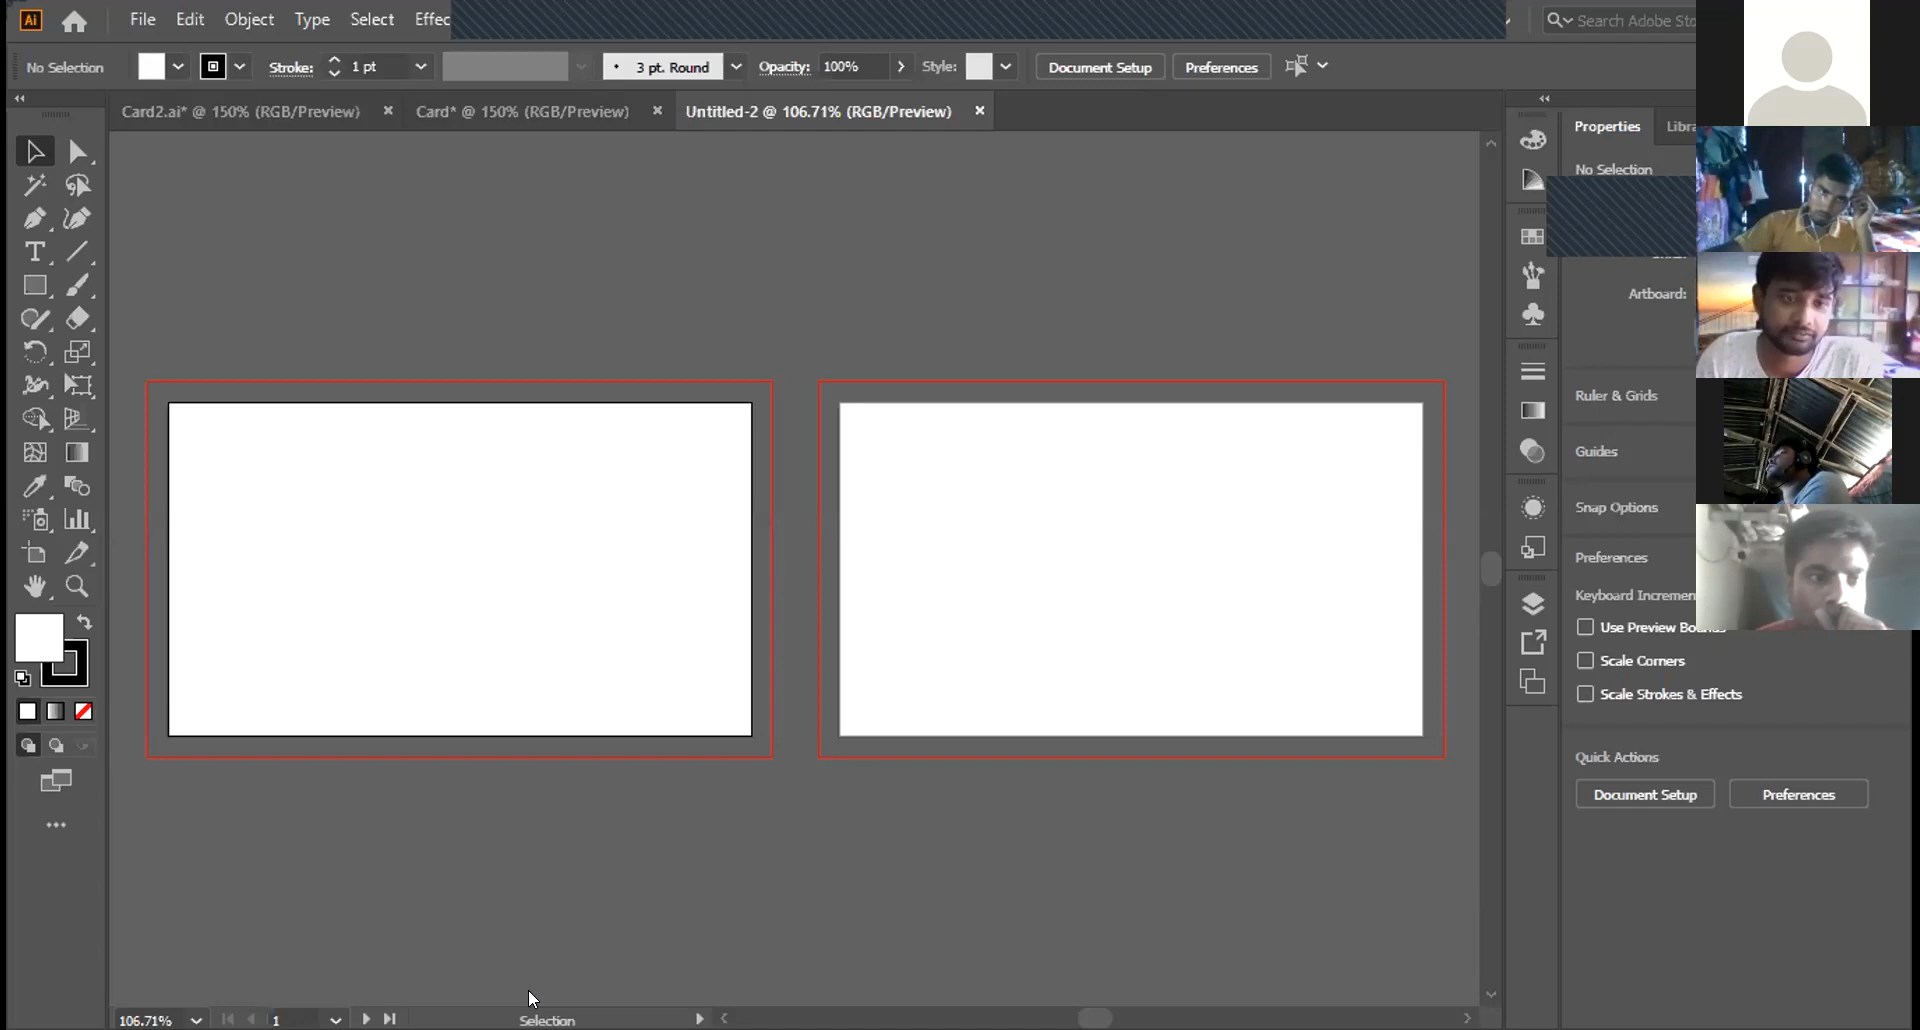 Ai File Edit Object Type Select Effec
Search Adobe Sto
No Selection Stroke: 1 pt 3 pt. Round Opacity: 100% Style: Document Setup Preferences
Card2.ai* @ 150% (RGB/Preview) × Card* @ 150% (RGB/Preview) × Untitled-2 @ 106.71% (RGB/Preview) ×
Properties Libra
No Selection
Artboard:
Ruler & Grids
Guides
Snap Options
Preferences
Keyboard Incremen
Use Preview Bounds
Scale Corners
Scale Strokes & Effects
Quick Actions
Document Setup Preferences
106.71% 1 Selection